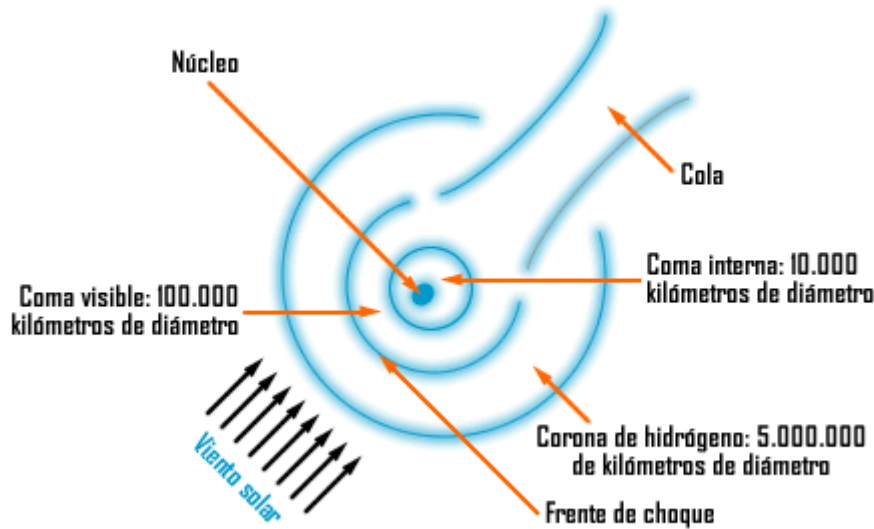 Núcleo
Cola
Coma interna: 10.000
kilómetros de diámetro
Coma visible: 100.000
kilómetros de diámetro
Corona de hidrógeno: 5.000.000
de kilómetros de diámetro
Viento solar
Frente de choque